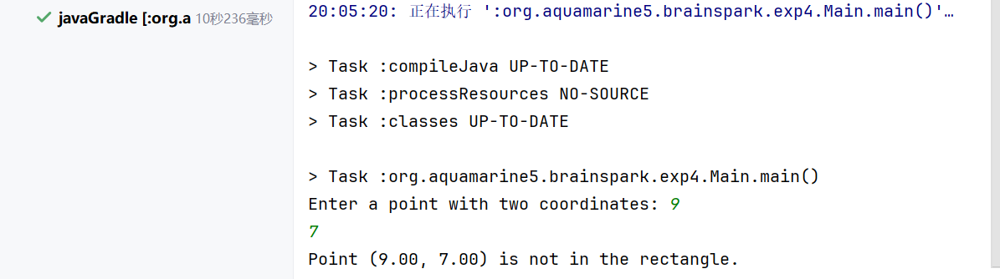 javaGradle [:org.a 10秒236毫秒
20:05:20: 正在执行 ':org.aquamarine5.brainspark.exp4.Main.main()'…
> Task :compileJava UP-TO-DATE
> Task :processResources NO-SOURCE
> Task :classes UP-TO-DATE
> Task :org.aquamarine5.brainspark.exp4.Main.main()
Enter a point with two coordinates: 9
7
Point (9.00, 7.00) is not in the rectangle.